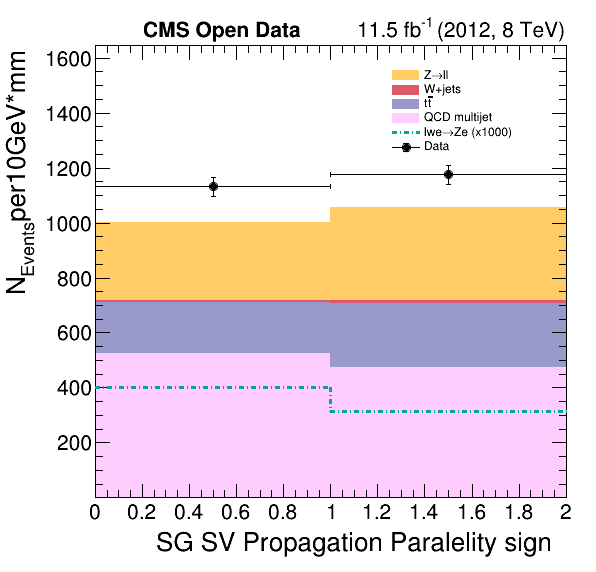 CMS Open Data 11.5 fb⁻¹ (2012, 8 TeV)
N_Events per10GeV*mm
1600
1400
1200
1000
800
600
400
200
Z→ll
W+jets
tt̅
QCD multijet
lwe→Ze (x1000)
Data
0 0.2 0.4 0.6 0.8 1 1.2 1.4 1.6 1.8 2
SG SV Propagation Paralelity sign